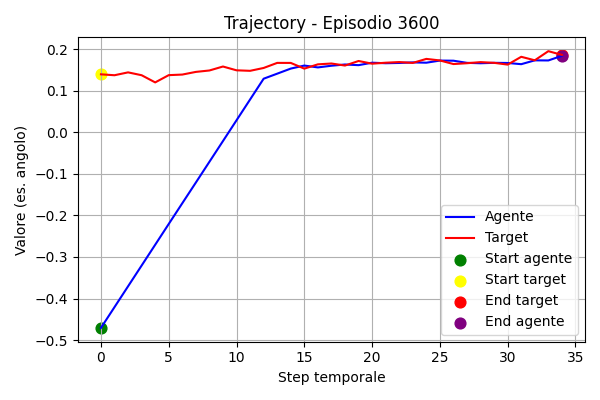 Trajectory - Episodio 3600
Valore (es. angolo)
0.2
0.1
0.0
−0.1
−0.2
−0.3
−0.4
−0.5
0 5 10 15 20 25 30 35
Step temporale
Agente
Target
Start agente
Start target
End target
End agente